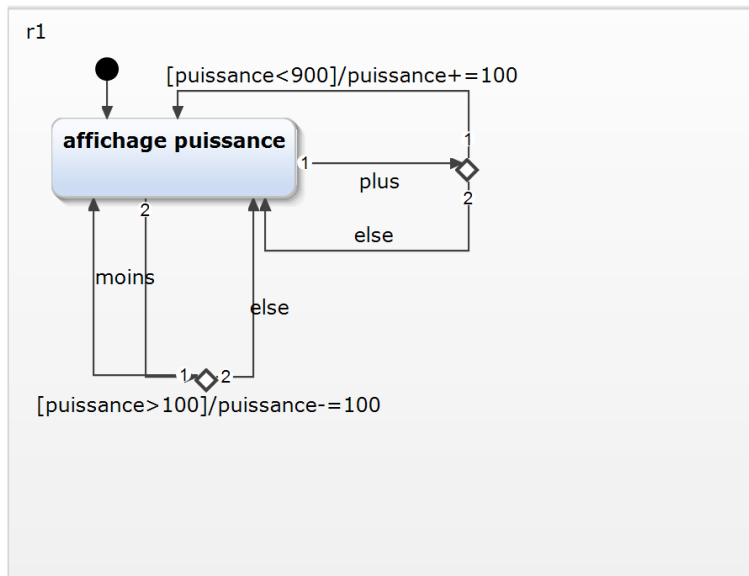 r1
[puissance<900]/puissance+=100
affichage puissance
1
1
plus
2
2
else
moins
else
1
2
[puissance>100]/puissance-=100